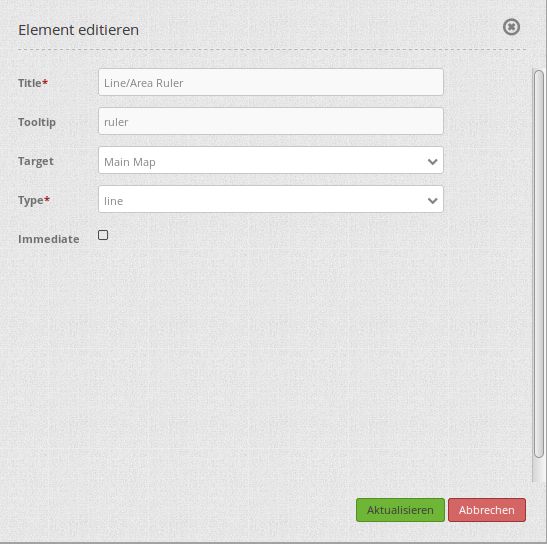 Element editieren
Title* Line/Area Ruler
Tooltip ruler
Target Main Map
Type* line
Immediate
Aktualisieren Abbrechen